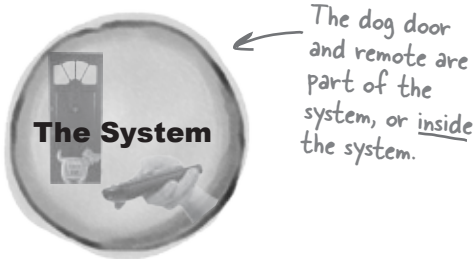 The System
The dog door
and remote are
part of the
system, or inside
the system.